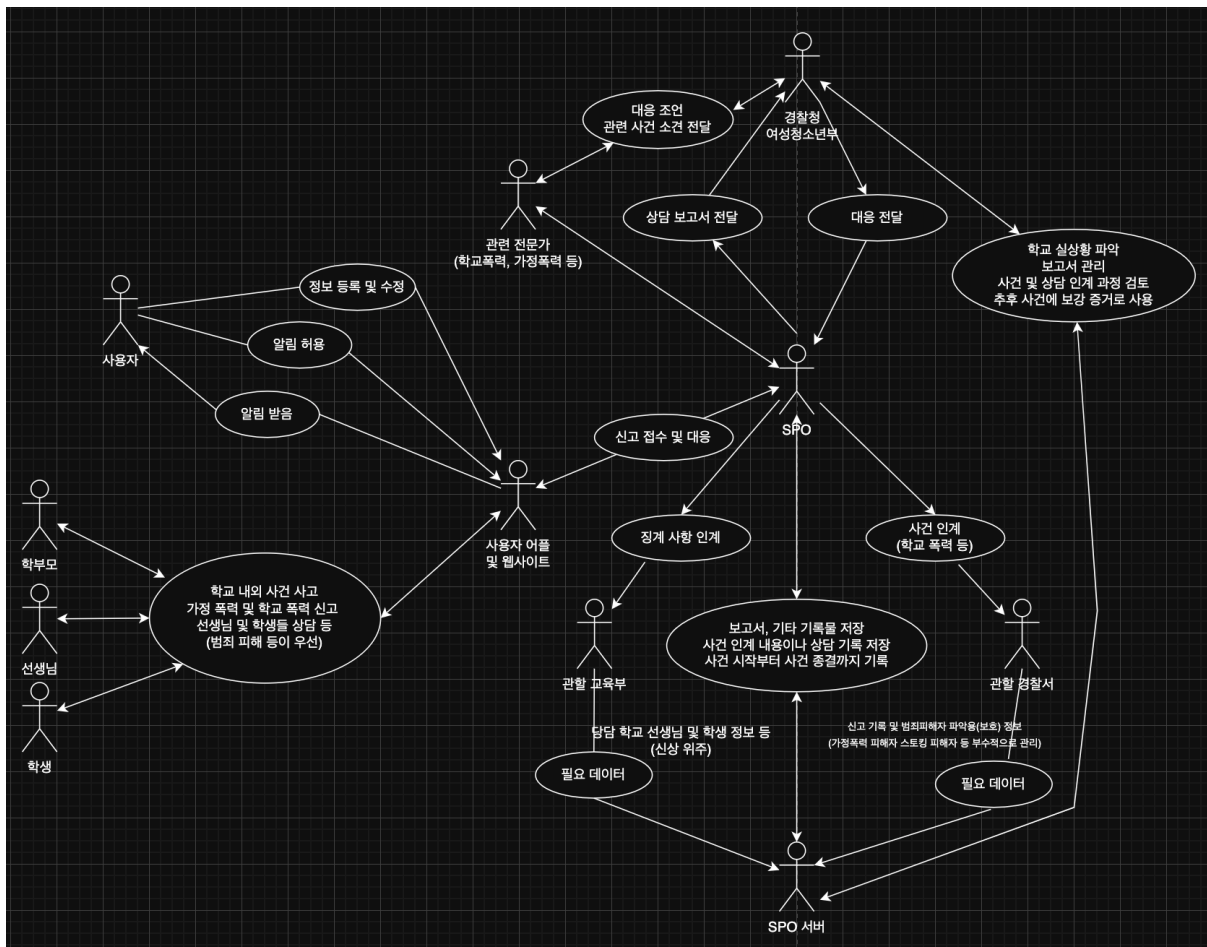 경찰청
여성청소년부
대응 조언
관련 사건 소견 전달
관련 전문가
(학교폭력, 가정폭력 등)
상담 보고서 전달
대응 전달
학교 실상황 파악
보고서 관리
사건 및 상담 인계 과정 검토
추후 사건에 보강 증거로 사용
사용자
정보 등록 및 수정
알림 허용
알림 받음
SPO
신고 접수 및 대응
사용자 어플
및 웹사이트
학부모
선생님
학생
학교 내외 사건 사고
가정 폭력 및 학교 폭력 신고
선생님 및 학생들 상담 등
(범죄 피해 등이 우선)
징계 사항 인계
사건 인계
(학교 폭력 등)
관할 교육부
보고서, 기타 기록물 저장
사건 인계 내용이나 상담 기록 저장
사건 시작부터 사건 종결까지 기록
관할 경찰서
담당 학교 선생님 및 학생 정보 등
(신상 위주)
신고 기록 및 범죄피해자 파악용(보호) 정보
(가정폭력 피해자 스토킹 피해자 등 부수적으로 관리)
필요 데이터
필요 데이터
SPO 서버